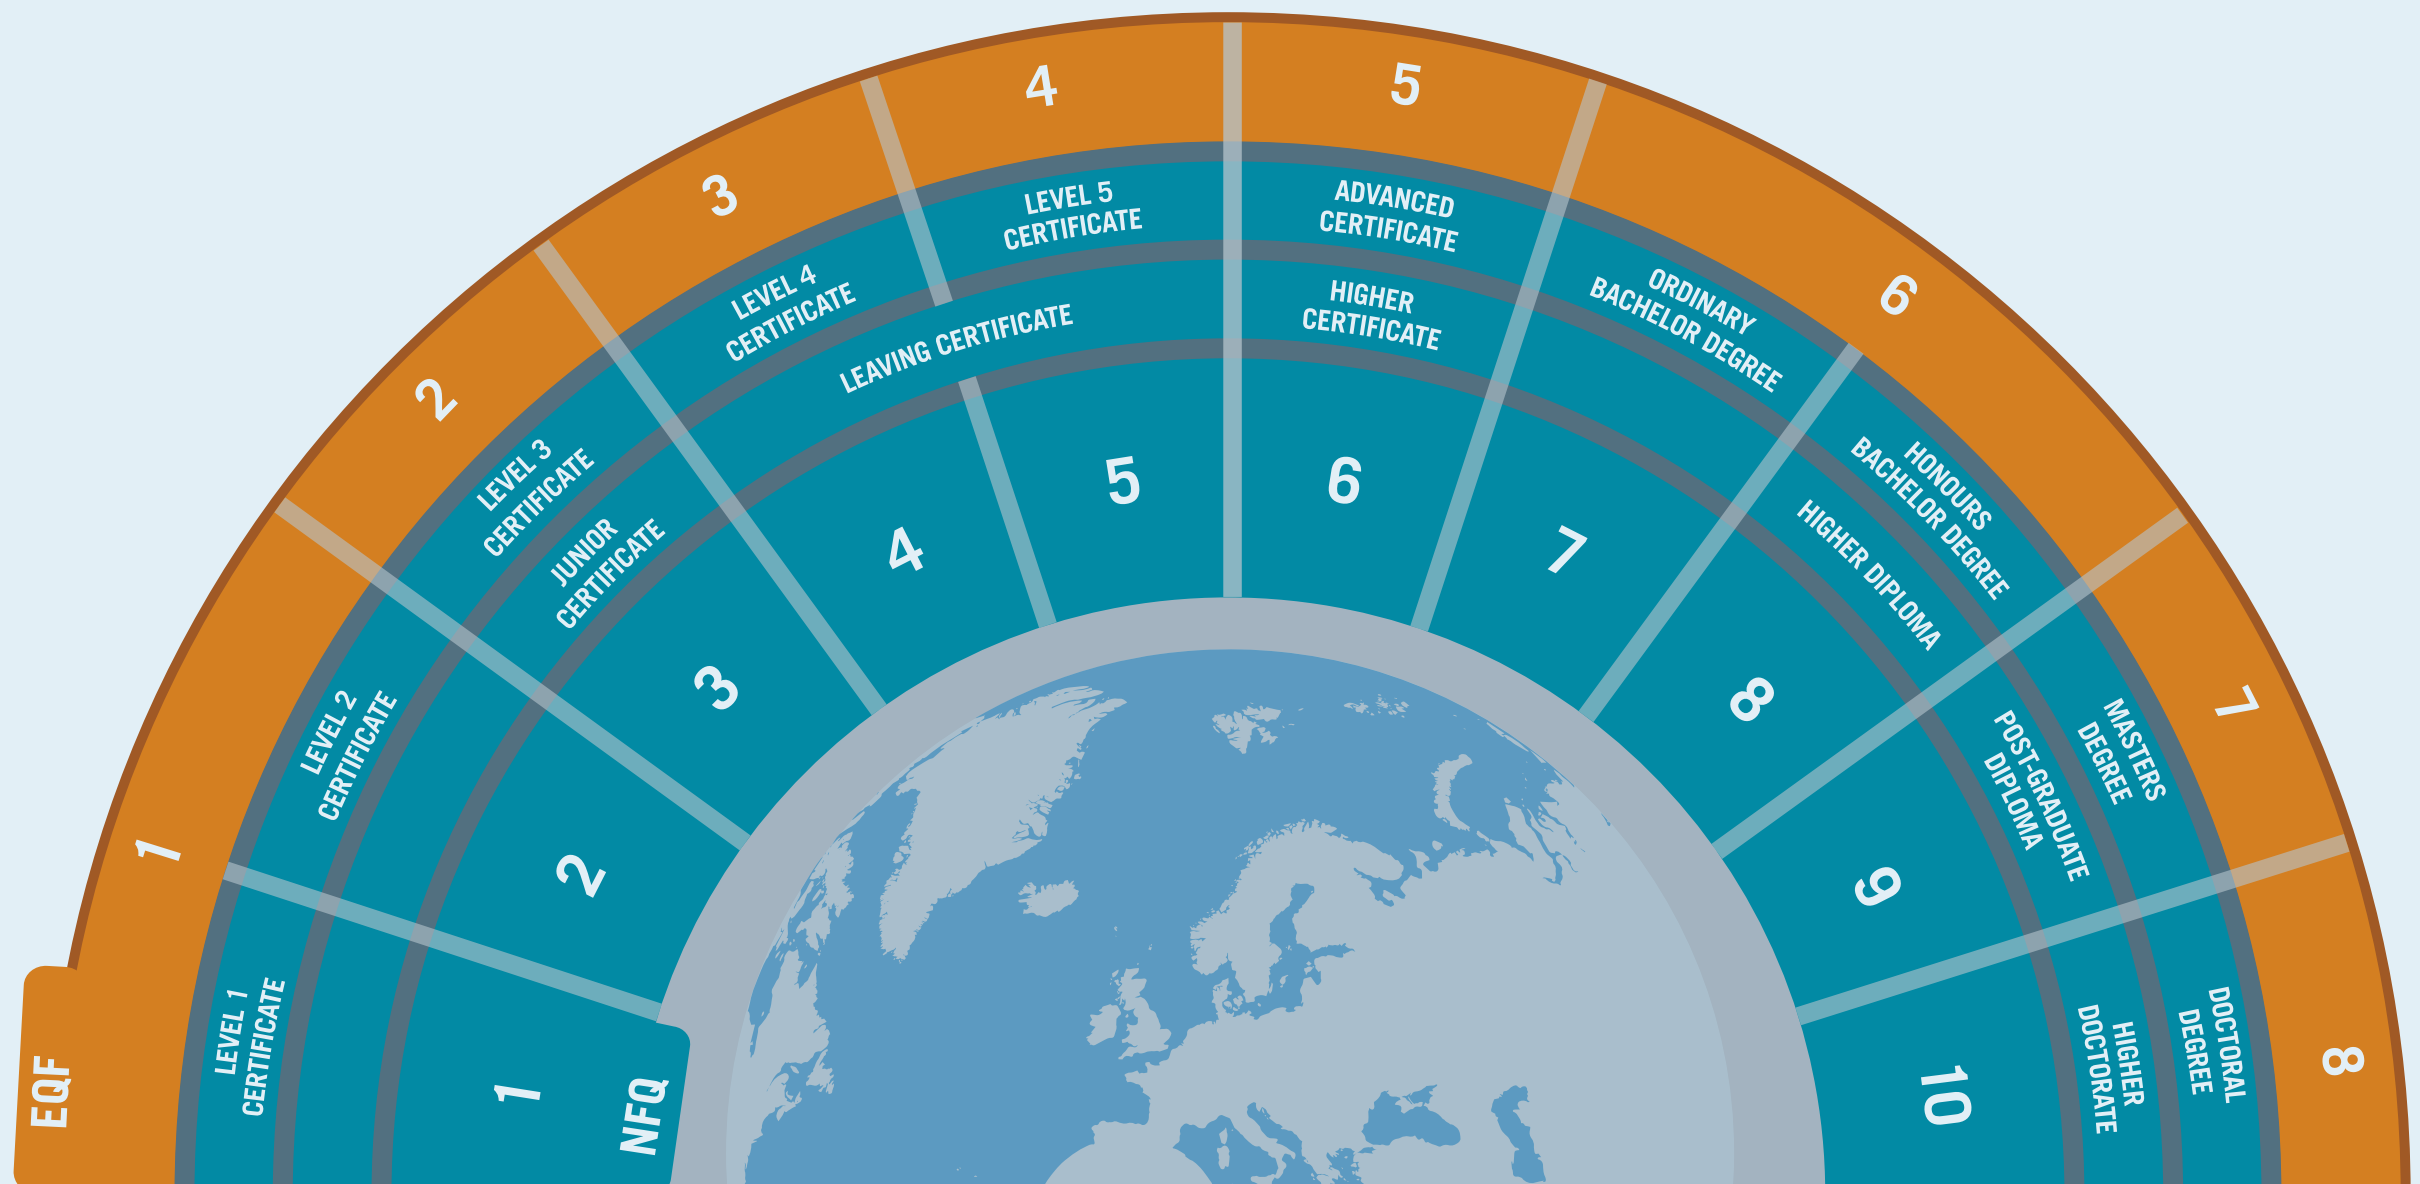 EQF
1
2
3
4
5
6
7
8
LEVEL 1
CERTIFICATE
LEVEL 2
CERTIFICATE
LEVEL 3
CERTIFICATE
LEVEL 4
CERTIFICATE
LEVEL 5
CERTIFICATE
ADVANCED
CERTIFICATE
ORDINARY
BACHELOR DEGREE
HONOURS
BACHELOR DEGREE
MASTERS
DEGREE
DOCTORAL
DEGREE
JUNIOR
CERTIFICATE
LEAVING CERTIFICATE
HIGHER
CERTIFICATE
HIGHER DIPLOMA
POST-GRADUATE
DIPLOMA
HIGHER
DOCTORATE
NFQ
1
2
3
4
5
6
7
8
9
10